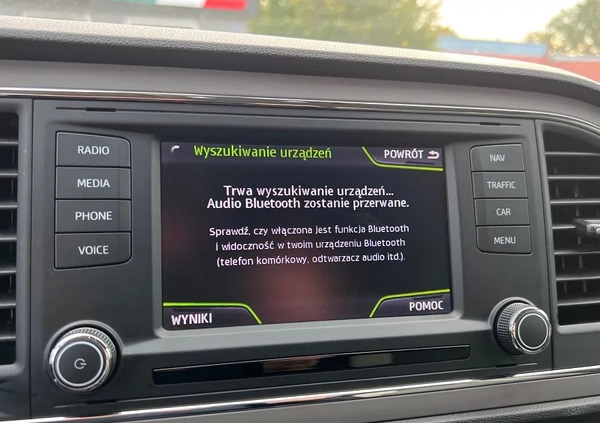 RADIO
MEDIA
PHONE
VOICE
Wyszukiwanie urządzeń
POWRÓT
Trwa wyszukiwanie urządzeń...
Audio Bluetooth zostanie przerwane.
Sprawdź, czy włączona jest funkcja Bluetooth
i widoczność w twoim urządzeniu Bluetooth
(telefon komórkowy, odtwarzacz audio itd.).
WYNIKI
POMOC
NAV
TRAFFIC
CAR
MENU